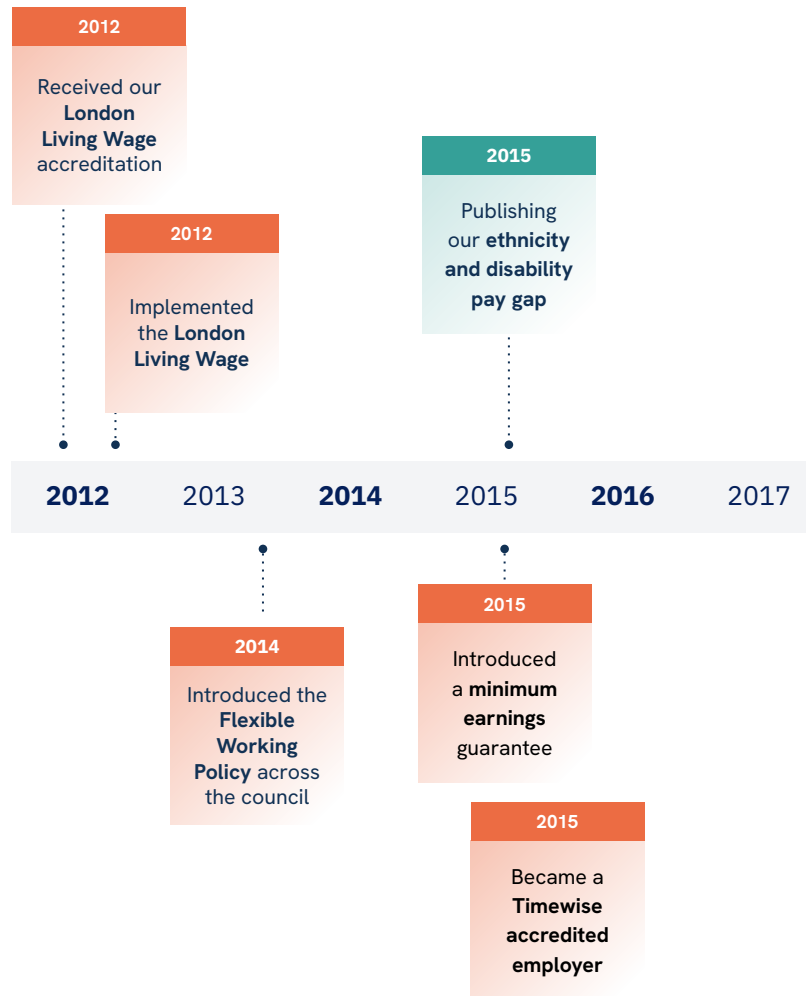 2012
Received our
London
Living Wage
accreditation
2012
Implemented
the London
Living Wage
2015
Publishing
our ethnicity
and disability
pay gap
2012 2013 2014 2015 2016 2017
2014
Introduced the
Flexible
Working
Policy across
the council
2015
Introduced
a minimum
earnings
guarantee
2015
Became a
Timewise
accredited
employer